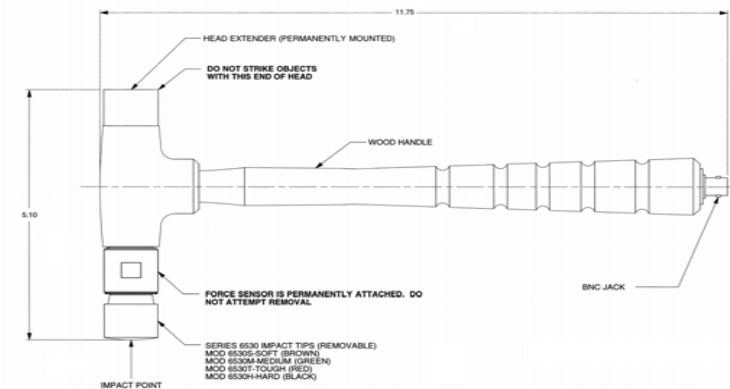 11.75
HEAD EXTENDER (PERMANENTLY MOUNTED)
DO NOT STRIKE OBJECTS
WITH THIS END OF HEAD
WOOD HANDLE
5.10
FORCE SENSOR IS PERMANENTLY ATTACHED. DO
NOT ATTEMPT REMOVAL
BNC JACK
SERIES 6530 IMPACT TIPS (REMOVABLE)
MOD 6530S-SOFT (BROWN)
MOD 6530M-MEDIUM (GREEN)
MOD 6530T-TOUGH (RED)
MOD 6530H-HARD (BLACK)
IMPACT POINT